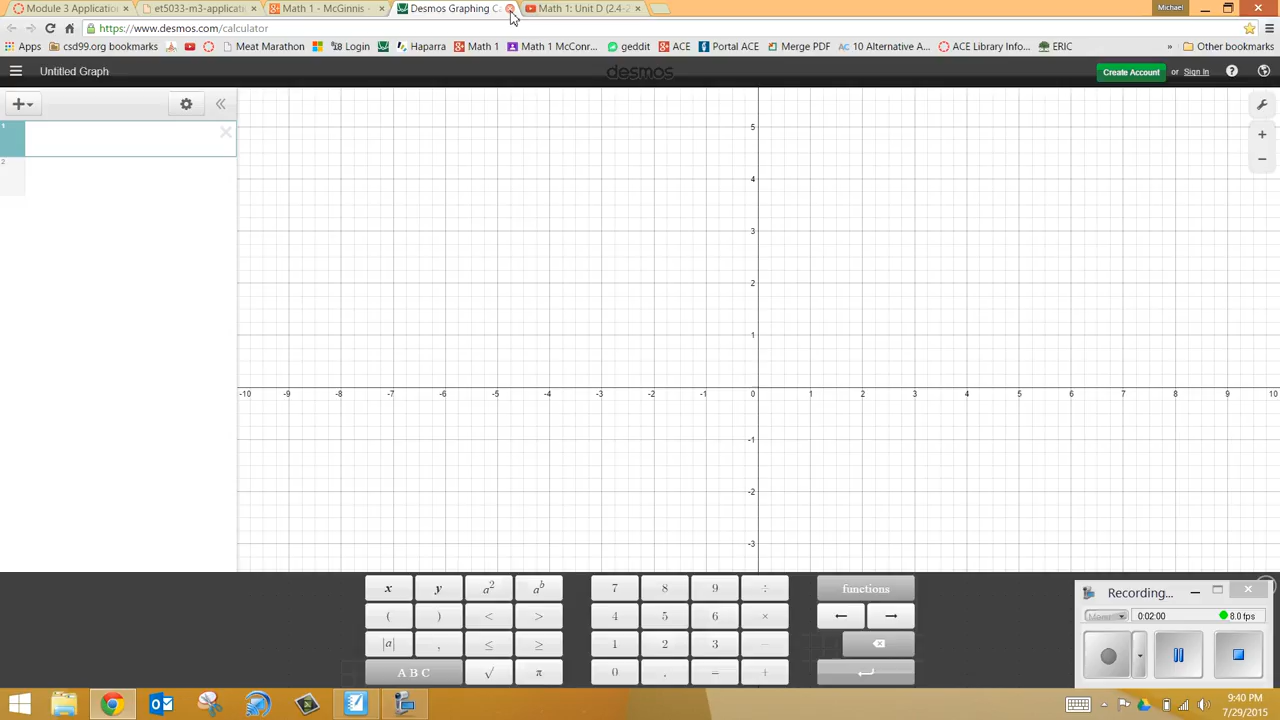 Module 3 Applicatio
et5033-m3-applicati
Math 1 - McGinnis
Desmos Graphing C
Math 1: Unit D (2.4-
Michael
https://www.desmos.com/calculator
Apps
csd99.org bookmarks
Meat Marathon
Login
Haparra
Math 1
Math 1 McConr...
geddit
ACE
Portal ACE
Merge PDF
AC 10 Alternative A...
ACE Library Info...
ERIC
»
Other bookmarks
Untitled Graph
desmos
Create Account
or
Sign In
1
2
5
4
3
2
1
-10 -9 -8 -7 -6 -5 -4 -3 -2 -1 0 1 2 3 4 5 6 7 8 9 10
-1
-2
-3
x y a² aᵇ 7 8 9 ÷ functions
( ) < > 4 5 6 × ← →
|a| , ≤ ≥ 1 2 3 −
A B C √ π 0 . = +
Recording...
Menu
0:02:00
8.0 fps
9:40 PM
7/29/2015